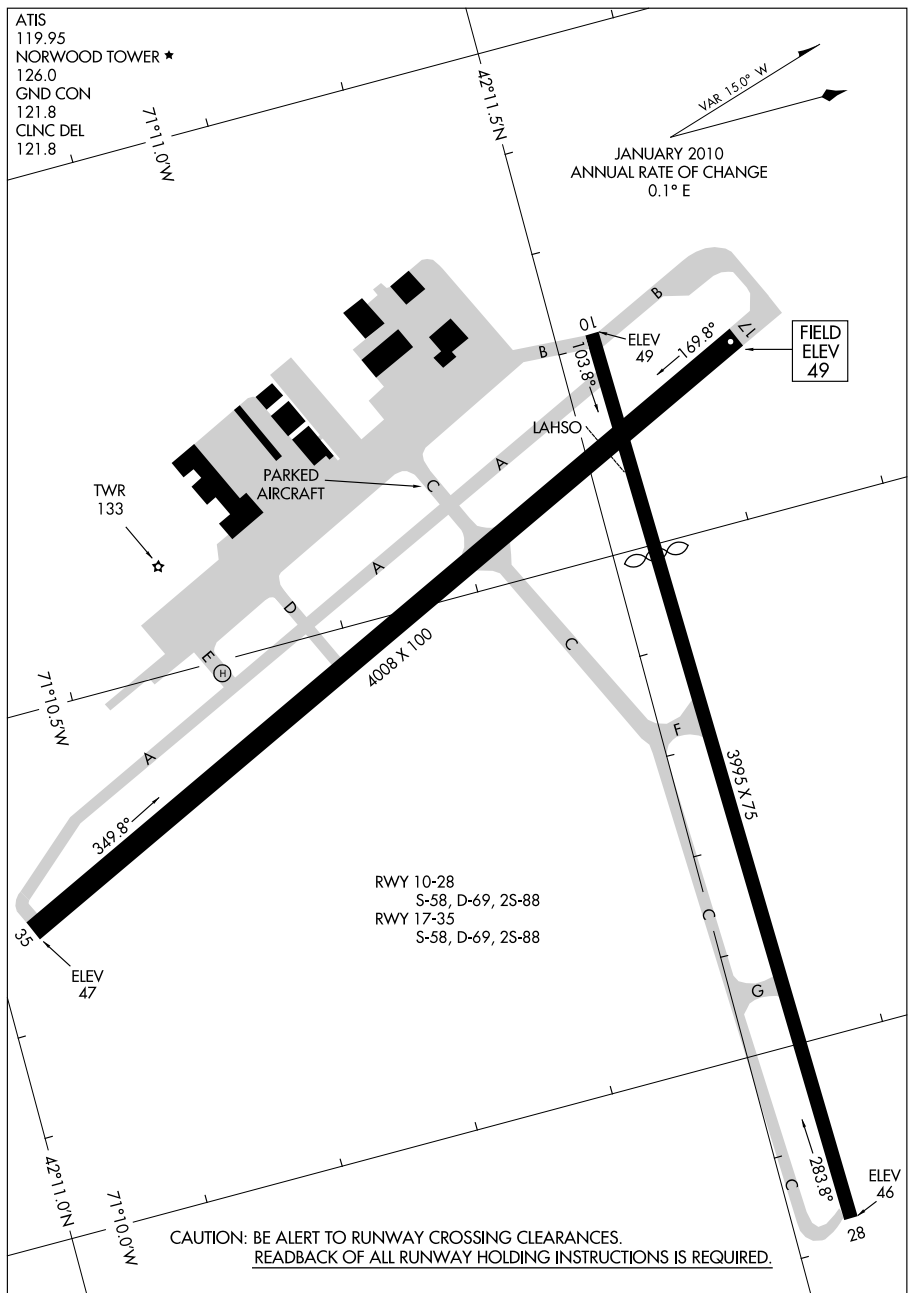 ATIS
119.95
NORWOOD TOWER ★
126.0
GND CON
121.8
CLNC DEL
121.8
71°11.0'W
42°11.5'N
VAR 15.0° W
JANUARY 2010
ANNUAL RATE OF CHANGE
0.1° E
B
10
ELEV
49
B
103.8°
169.8°
17
FIELD
ELEV
49
LAHSO
A
C
PARKED
AIRCRAFT
TWR
133
A
D
E
H
4008 X 100
C
71°10.5'W
F
A
349.8°
3995 X 75
RWY 10-28
S-58, D-69, 2S-88
RWY 17-35
S-58, D-69, 2S-88
C
35
ELEV
47
G
42°11.0'N
71°10.0'W
C
283.8°
ELEV
46
28
CAUTION: BE ALERT TO RUNWAY CROSSING CLEARANCES.
READBACK OF ALL RUNWAY HOLDING INSTRUCTIONS IS REQUIRED.